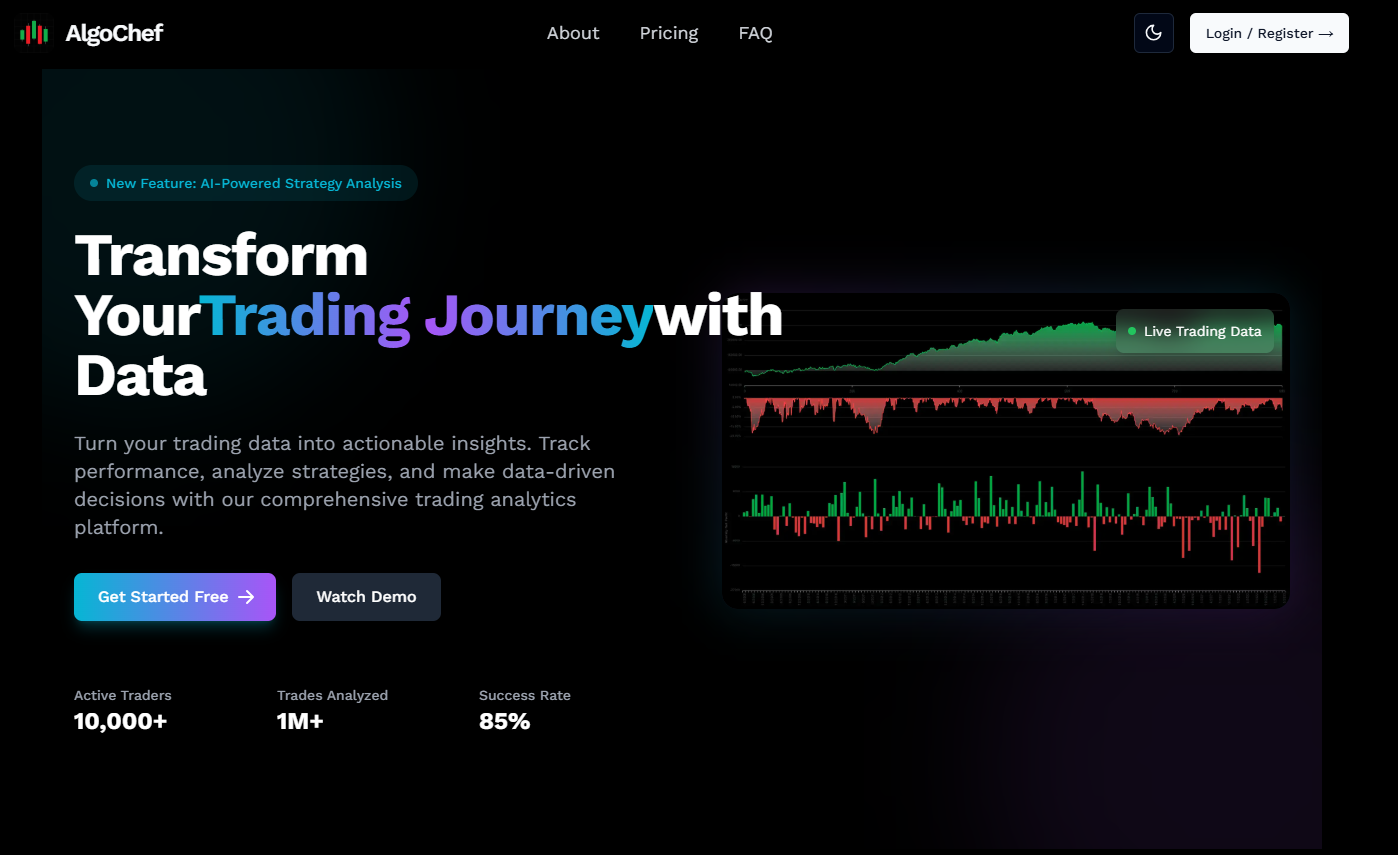 AlgoChef
About
Pricing
FAQ
Login / Register →
New Feature: AI-Powered Strategy Analysis
Transform
YourTrading Journeywith
Data
Live Trading Data
Turn your trading data into actionable insights. Track
performance, analyze strategies, and make data-driven
decisions with our comprehensive trading analytics
platform.
Get Started Free →
Watch Demo
Active Traders
10,000+
Trades Analyzed
1M+
Success Rate
85%